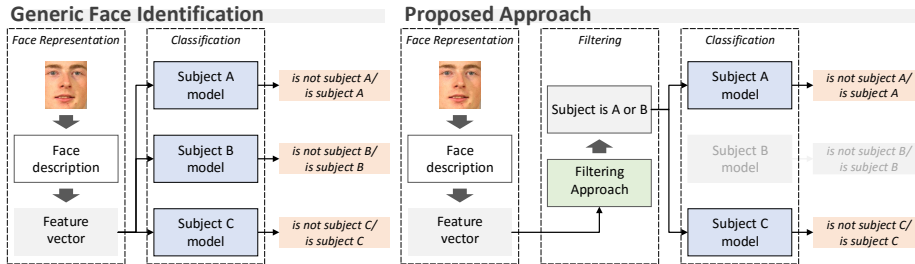 Generic Face Identification
Face Representation
Classification
Face
description
Feature
vector
Subject A
model
Subject B
model
Subject C
model
is not subject A/
is subject A
is not subject B/
is subject B
is not subject C/
is subject C
Proposed Approach
Face Representation
Filtering
Classification
Face
description
Feature
vector
Subject is A or B
Filtering
Approach
Subject A
model
Subject B
model
Subject C
model
is not subject A/
is subject A
is not subject B/
is subject B
is not subject C/
is subject C